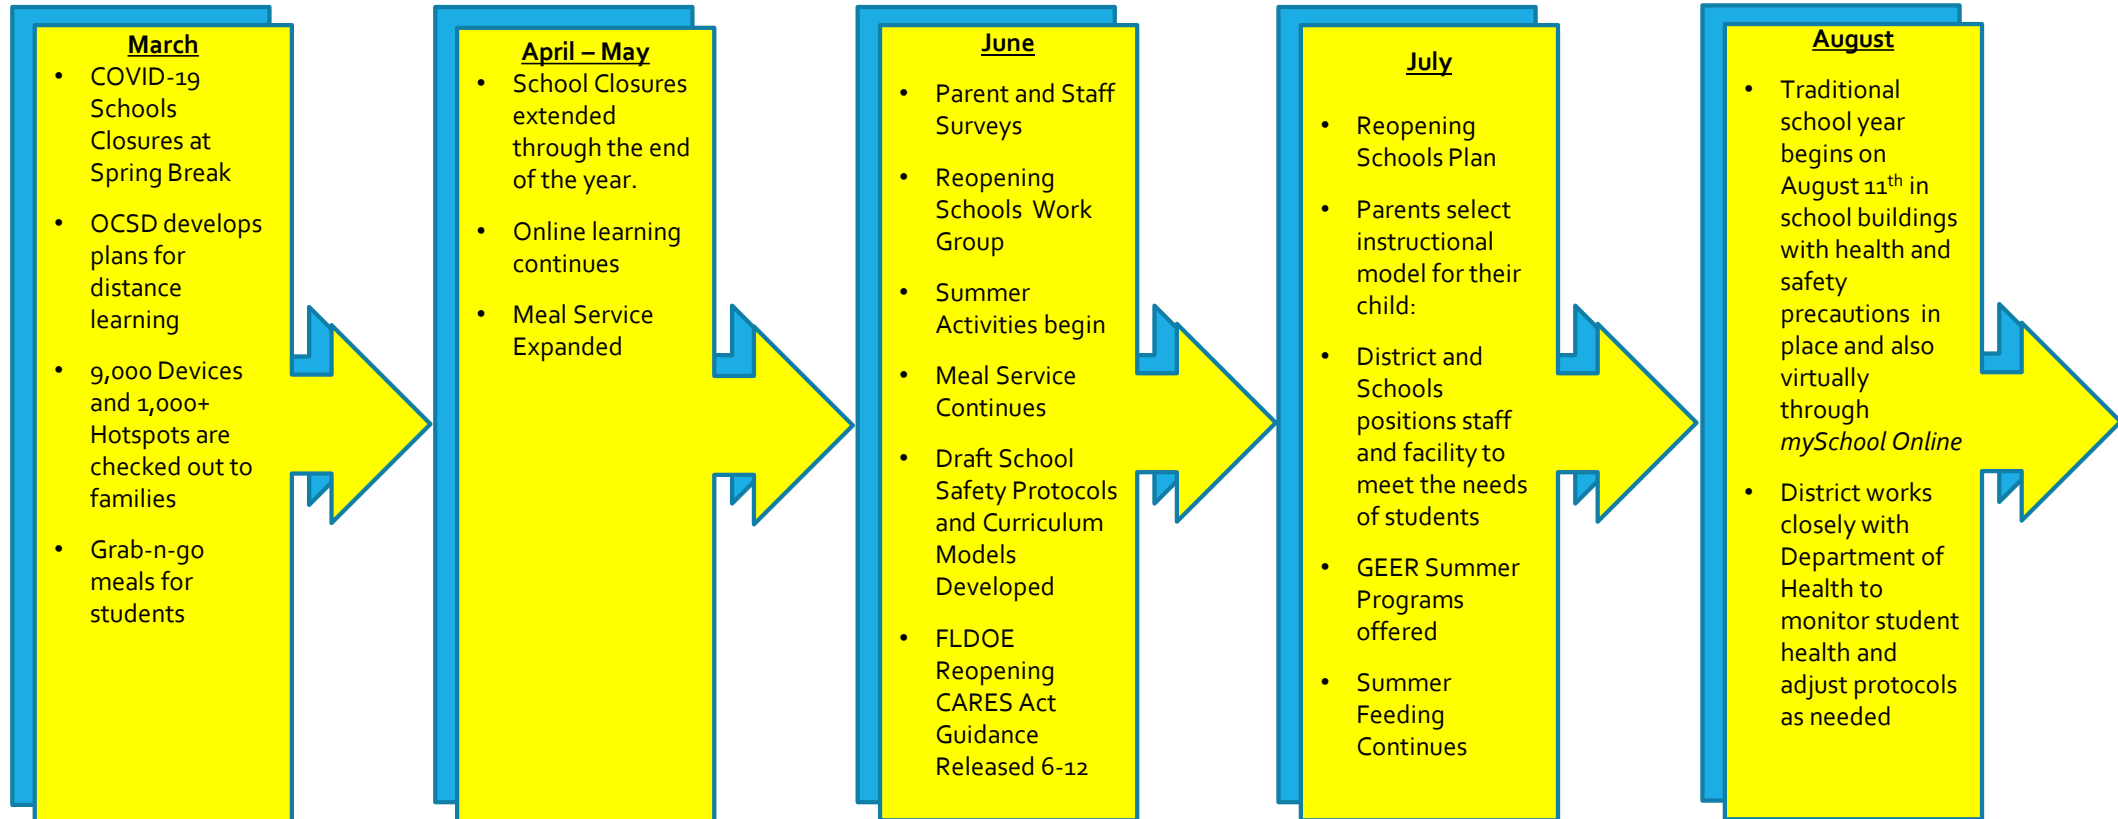 March
• COVID-19
Schools
Closures at
Spring Break
• OCSD develops
plans for
distance
learning
• 9,000 Devices
and 1,000+
Hotspots are
checked out to
families
• Grab-n-go
meals for
students
April – May
• School Closures
extended
through the end
of the year.
• Online learning
continues
• Meal Service
Expanded
June
• Parent and Staff
Surveys
• Reopening
Schools Work
Group
• Summer
Activities begin
• Meal Service
Continues
• Draft School
Safety Protocols
and Curriculum
Models
Developed
• FLDOE
Reopening
CARES Act
Guidance
Released 6-12
July
• Reopening
Schools Plan
• Parents select
instructional
model for their
child:
• District and
Schools
positions staff
and facility to
meet the needs
of students
• GEER Summer
Programs
offered
• Summer
Feeding
Continues
August
• Traditional
school year
begins on
August 11th in
school buildings
with health and
safety
precautions in
place and also
virtually
through
mySchool Online
• District works
closely with
Department of
Health to
monitor student
health and
adjust protocols
as needed